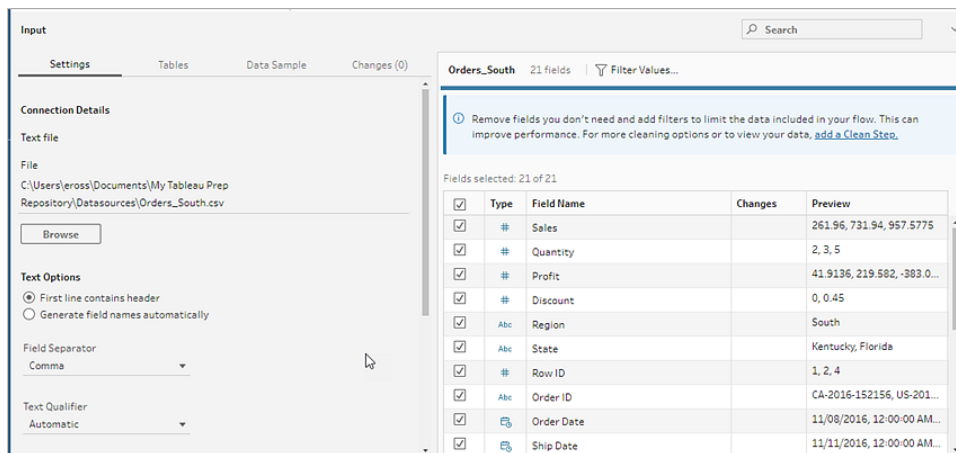 Input
Search
Settings
Tables
Data Sample
Changes (0)
Connection Details
Text file
File
C:\Users\eross\Documents\My Tableau Prep
Repository\Datasources\Orders_South.csv
Browse
Text Options
First line contains header
Generate field names automatically
Field Separator
Comma
Text Qualifier
Automatic
Orders_South 21 fields Filter Values...
Remove fields you don't need and add filters to limit the data included in your flow. This can
improve performance. For more cleaning options or to view your data, add a Clean Step.
Fields selected: 21 of 21
Type Field Name Changes Preview
# Sales 261.96, 731.94, 957.5775
# Quantity 2, 3, 5
# Profit 41.9136, 219.582, -383.0...
# Discount 0, 0.45
Abc Region South
Abc State Kentucky, Florida
# Row ID 1, 2, 4
Abc Order ID CA-2016-152156, US-201...
Order Date 11/08/2016, 12:00:00 AM...
Ship Date 11/11/2016, 12:00:00 AM...